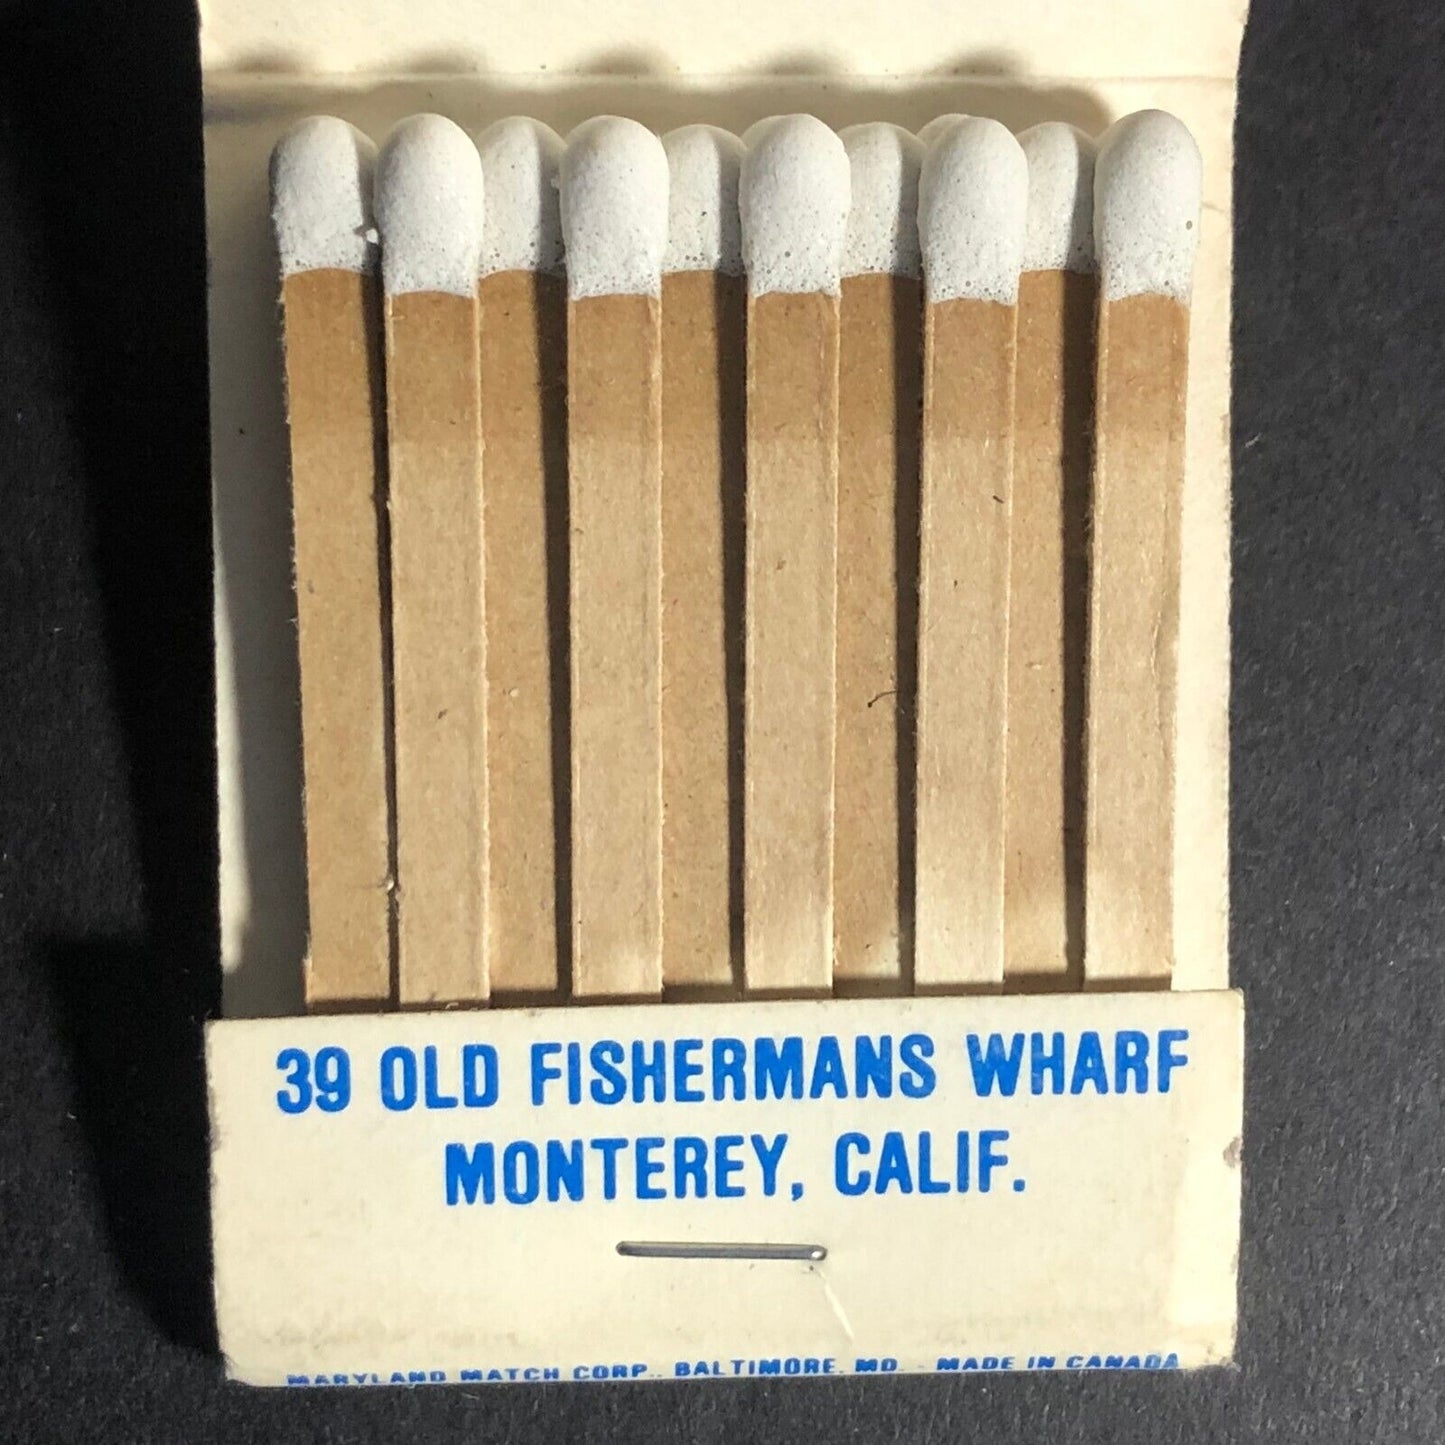 39 OLD FISHERMANS WHARF
MONTEREY, CALIF.
MARYLAND MATCH CORP., BALTIMORE, MD. - MADE IN CANADA